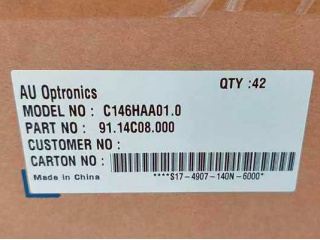 AU Optronics QTY :42
MODEL NO : C146HAA01.0
PART NO : 91.14C08.000
CUSTOMER NO :
CARTON NO :
Made in China ****S17-4907-140N-6000*